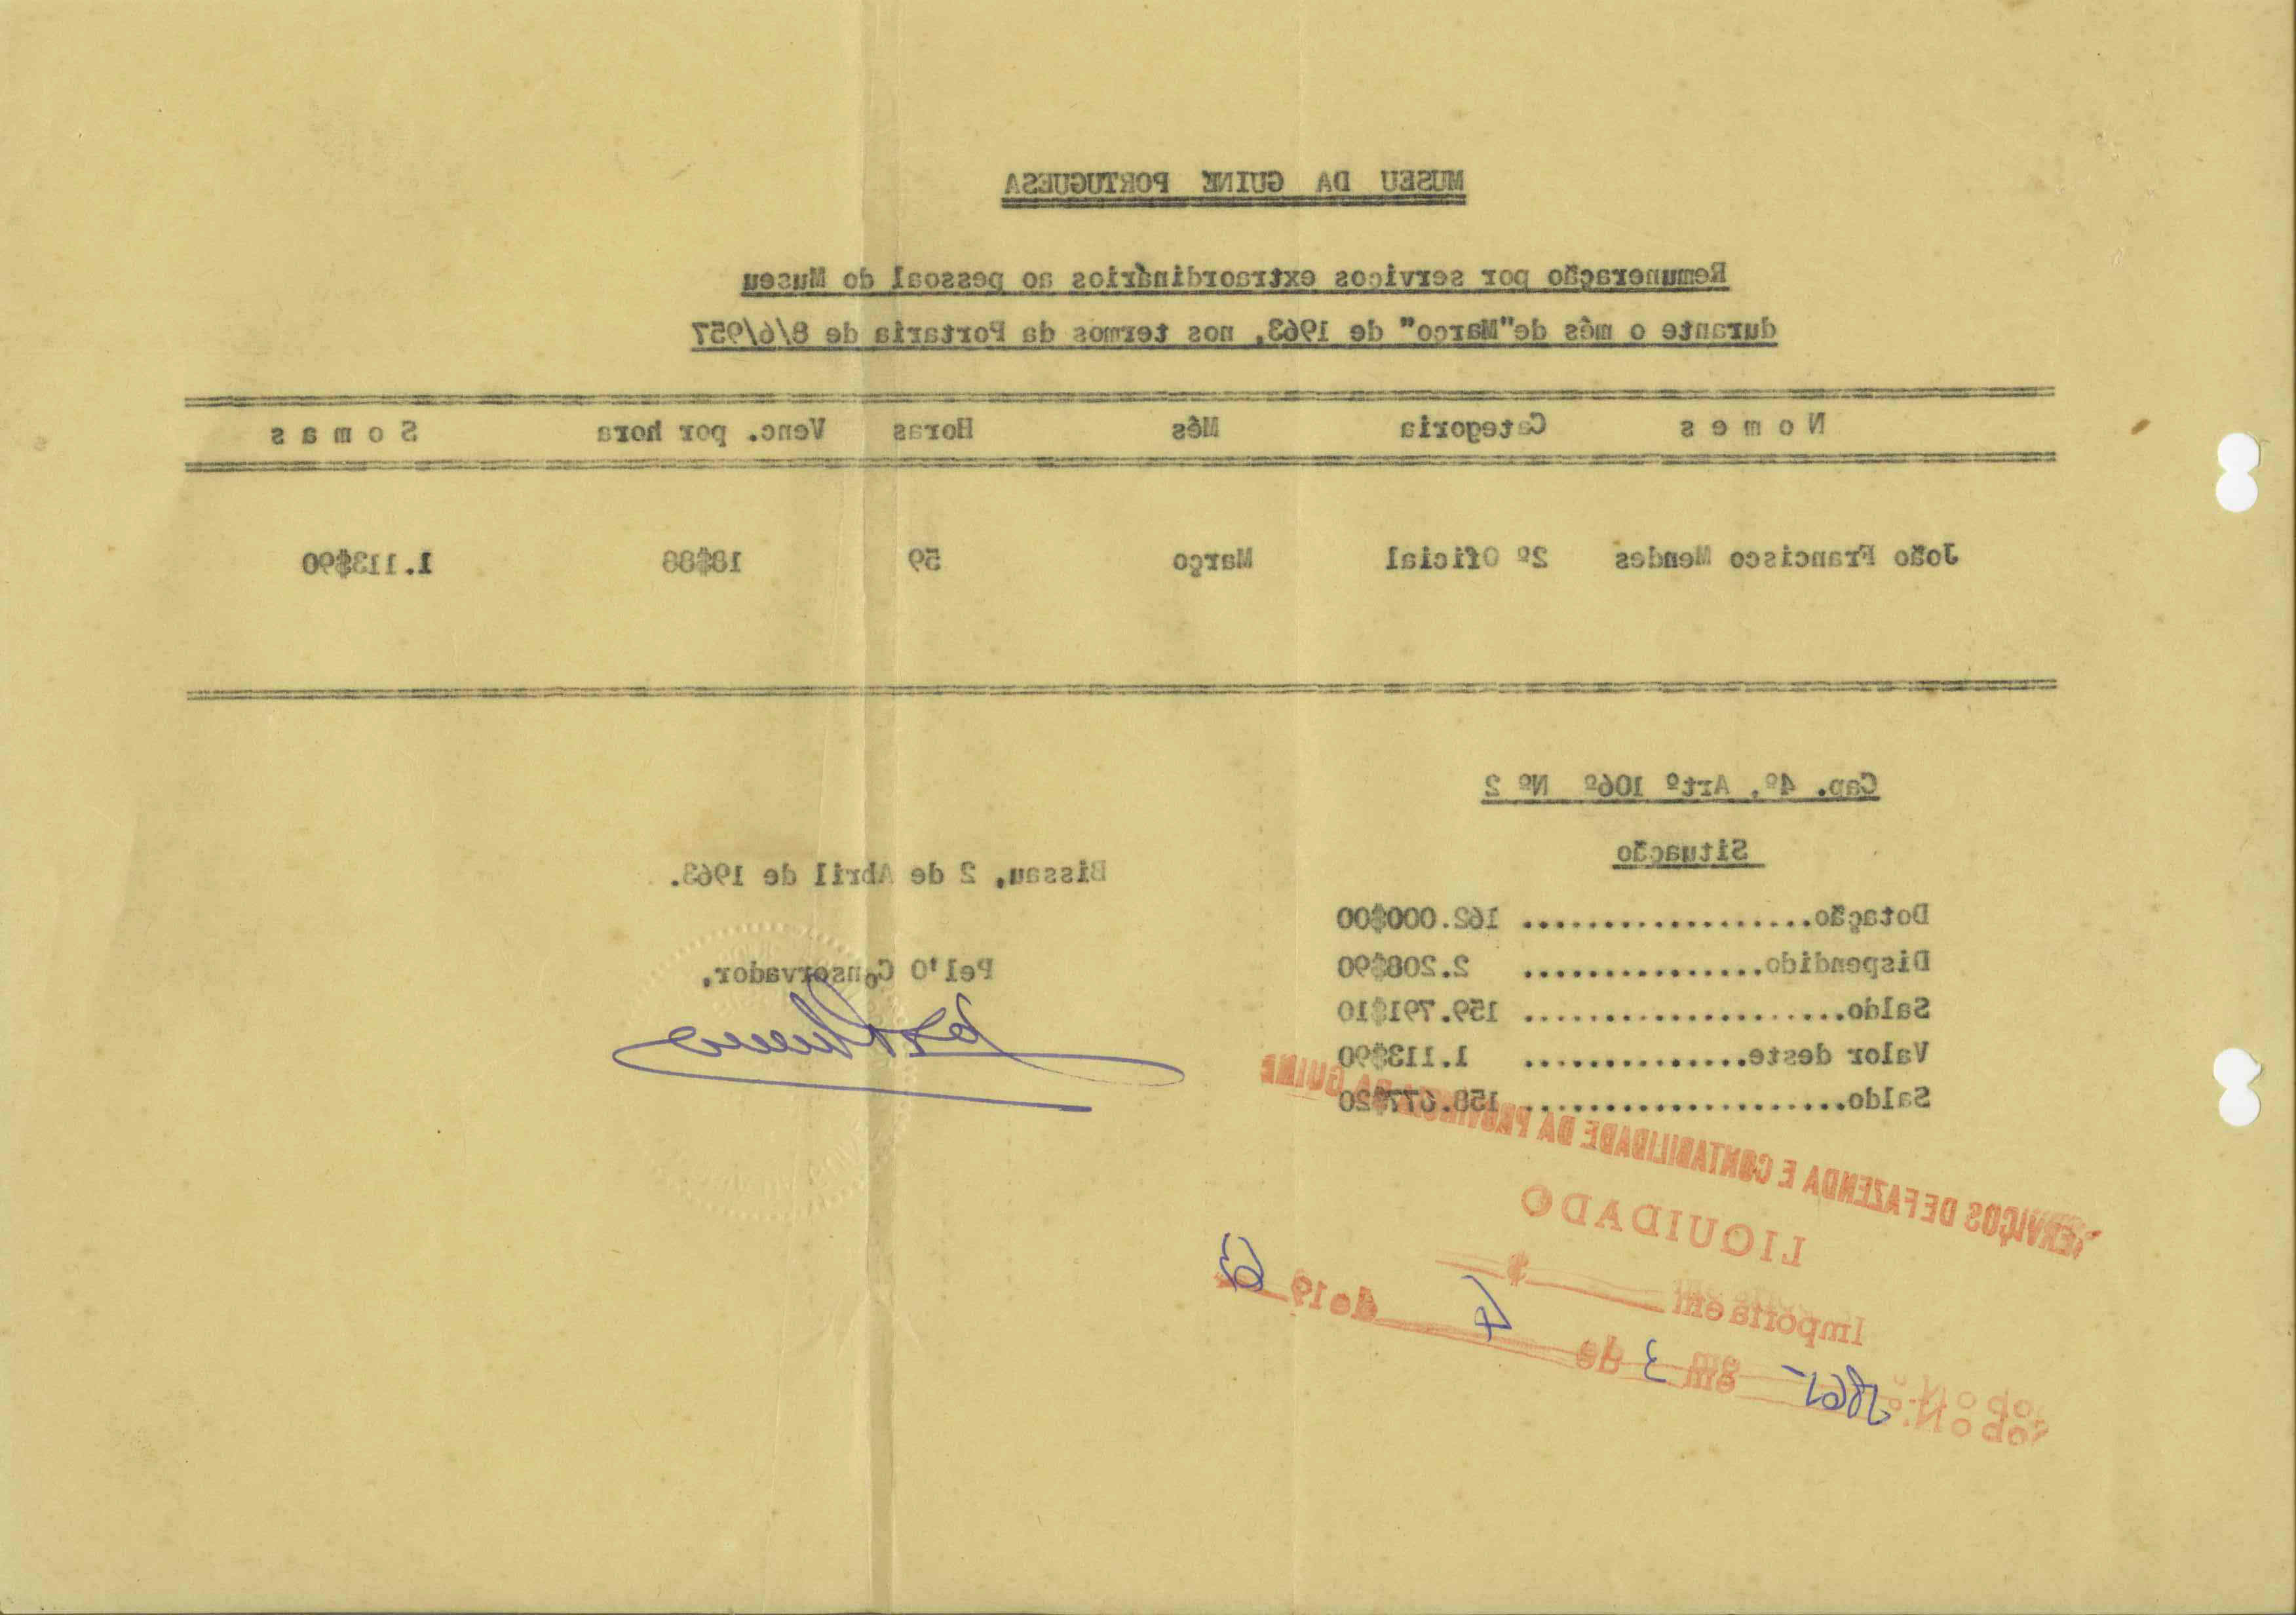 MUSEU DA GUINÉ PORTUGUESA
Remuneração por serviços extraordinários ao pessoal do Museu
durante o mês de"Março" de 1963, nos termos da Portaria de 8/6/957
N o m e s Categoria Mês Horas Venc. por hora S o m a s
João Francisco Mendes 2º Oficial Março 59 18$88 1.113$90
Cap. 4º, Artº 106º Nº 2
Situação
Dotação.................. 162.000$00
Dispendido............... 2.208$90
Saldo.................... 159.791$10
Valor deste.............. 1.113$90
Saldo.................... 158.677$20
Bissau, 2 de Abril de 1963.
Pel'O Conservador,
SERVIÇOS DE FAZENDA E CONTABILIDADE DA PROVINCIA DA GUINÉ
LIQUIDADO
Importa em $
Sob o N.º em 3 de 4 de 19 63